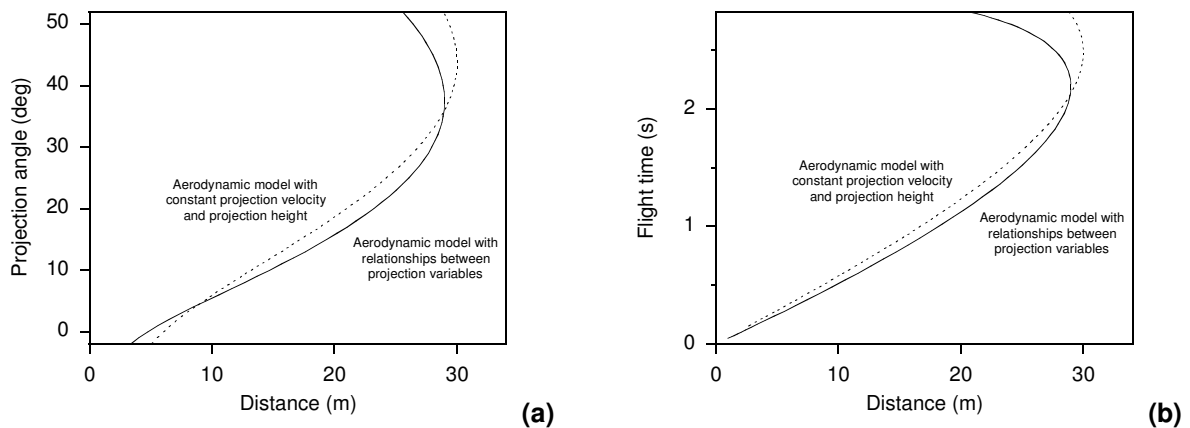 50
40
30
20
10
0
Projection angle (deg)
Aerodynamic model with
constant projection velocity
and projection height
Aerodynamic model with
relationships between
projection variables
0 10 20 30
Distance (m)
(a)
2
1
0
Flight time (s)
Aerodynamic model with
constant projection velocity
and projection height
Aerodynamic model with
relationships between
projection variables
0 10 20 30
Distance (m)
(b)